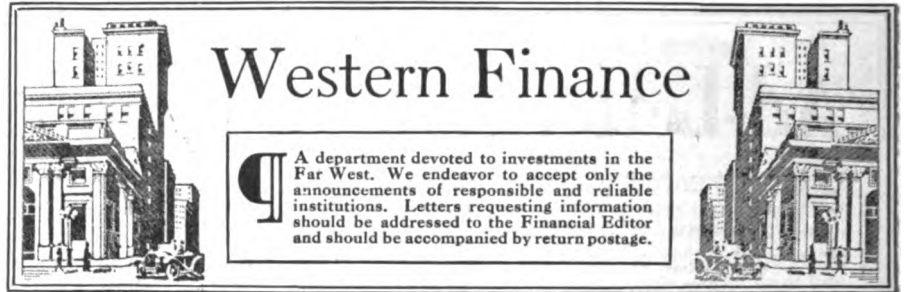 Western Finance
¶ A department devoted to investments in the
Far West. We endeavor to accept only the
announcements of responsible and reliable
institutions. Letters requesting information
should be addressed to the Financial Editor
and should be accompanied by return postage.